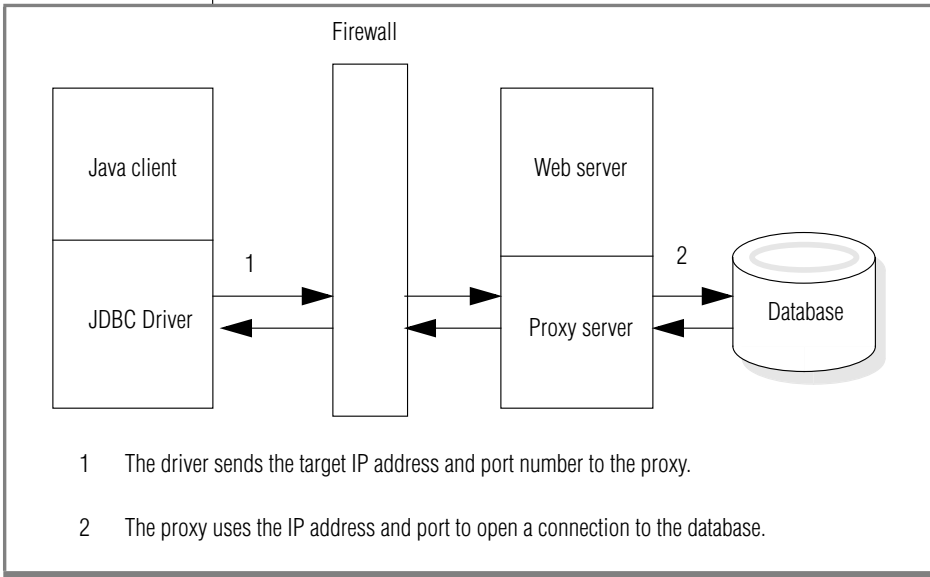 Firewall
Java client
Web server
1
2
JDBC Driver
Proxy server
Database
1 The driver sends the target IP address and port number to the proxy.
2 The proxy uses the IP address and port to open a connection to the database.